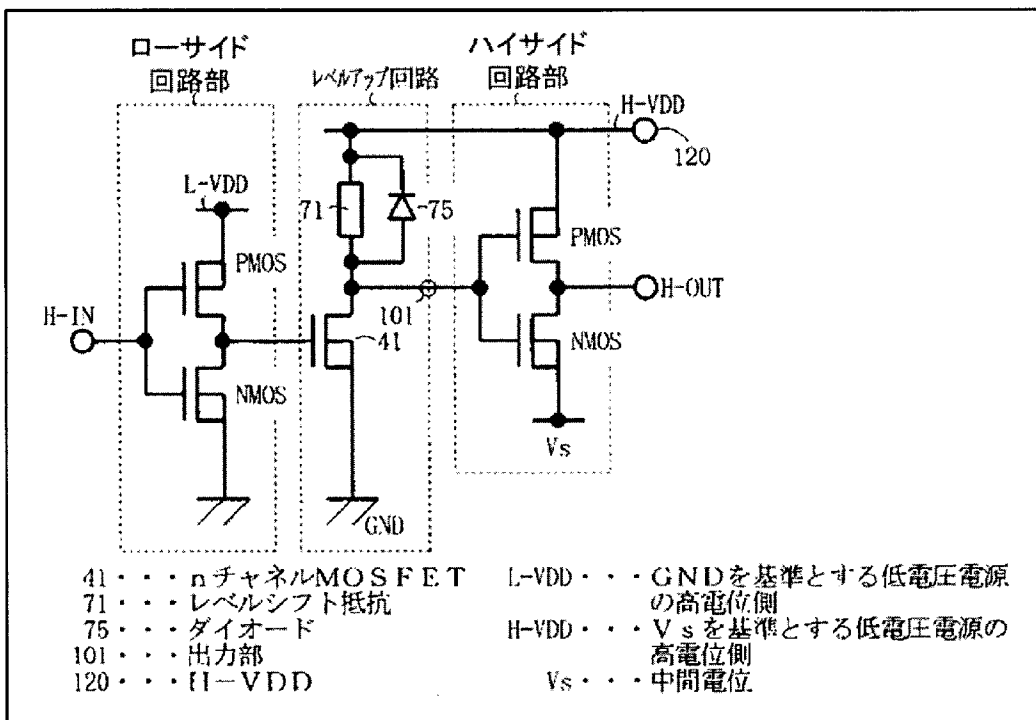 ローサイド
回路部
レベルアップ回路
ハイサイド
回路部
H-VDD
120
L-VDD
71
75
PMOS
PMOS
H-IN
101
41
H-OUT
NMOS
NMOS
Vs
GND
41・・・nチャネルMOSFET
71・・・レベルシフト抵抗
75・・・ダイオード
101・・・出力部
120・・・H-VDD
L-VDD・・・GNDを基準とする低電圧電源
の高電位側
H-VDD・・・Vsを基準とする低電圧電源の
高電位側
Vs・・・中間電位